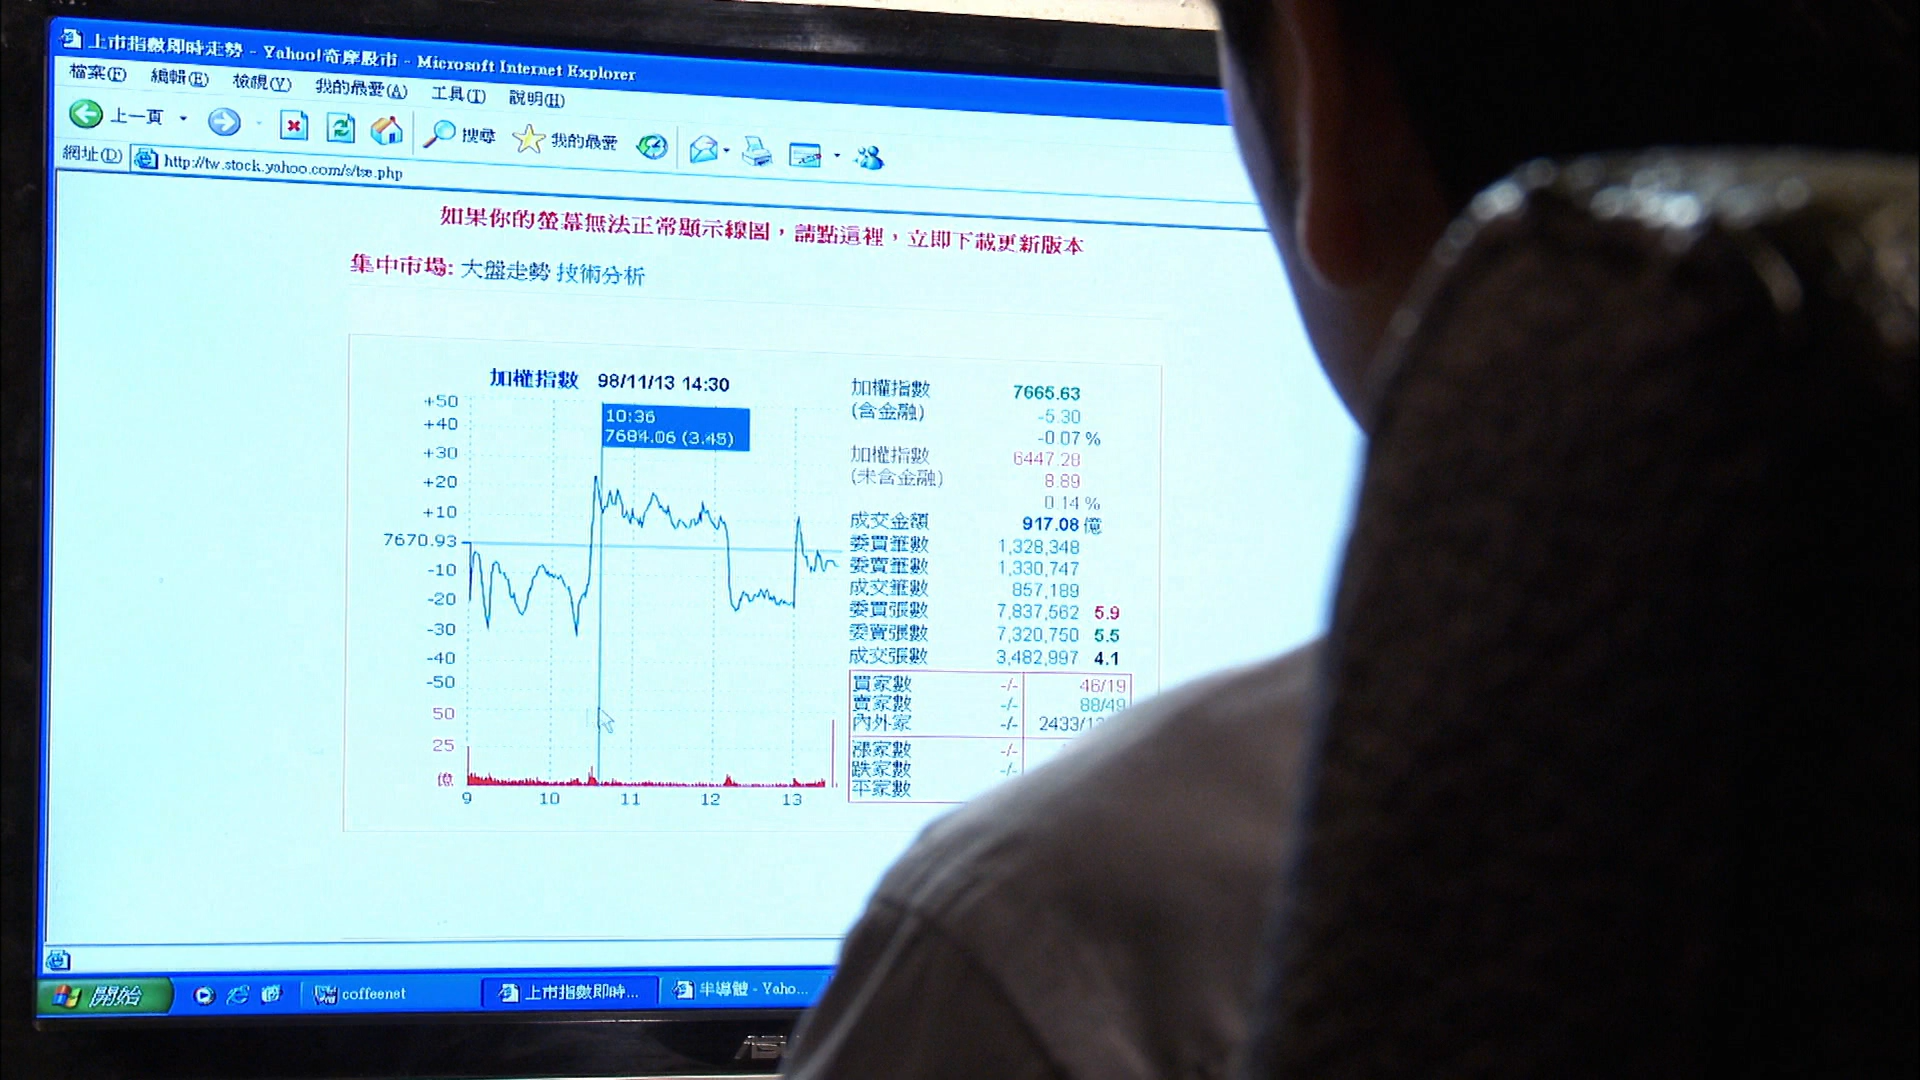 上市指數即時走勢 - Yahoo!奇摩股市 - Microsoft Internet Explorer
檔案(F) 編輯(E) 檢視(V) 我的最愛(A) 工具(T) 說明(H)
上一頁 搜尋 我的最愛
網址(D) http://tw.stock.yahoo.com/s/tse.php
如果你的螢幕無法正常顯示線圖，請點這裡，立即下載更新版本
集中市場: 大盤走勢 技術分析
加權指數 98/11/13 14:30
10:36
7684.06 (3.48)
+50
+40
+30
+20
+10
7670.93
-10
-20
-30
-40
-50
50
25
億
9 10 11 12 13
加權指數 7665.63
(含金融) -5.30
-0.07 %
加權指數 6447.28
(未含金融) 8.89
0.14 %
成交金額 917.08 億
委買筆數 1,328,348
委賣筆數 1,330,747
成交筆數 857,189
委買張數 7,837,562 5.9
委賣張數 7,320,750 5.5
成交張數 3,482,997 4.1
買家數 -/- 46/19
賣家數 -/- 88/49
內外家 -/- 2433/
漲家數 -/-
跌家數 -/-
平家數
開始 coffeenet 上市指數即時... 半導體 - Yaho...
ASUS